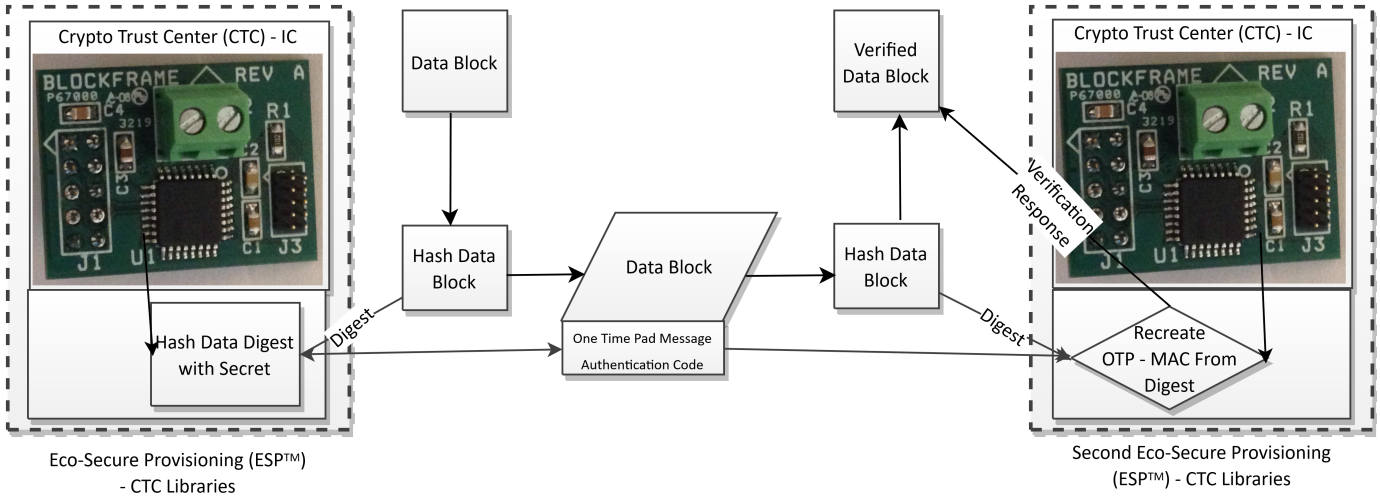 Crypto Trust Center (CTC) - IC
BLOCKFRAME REV A
P67000
C4
3219
R1
C3
C2
C1
J1
U1
J3
Hash Data Digest
with Secret
Eco-Secure Provisioning (ESP™)
- CTC Libraries
Data Block
Hash Data
Block
Digest
Data Block
One Time Pad Message
Authentication Code
Verified
Data Block
Hash Data
Block
Digest
Verification
Response
Crypto Trust Center (CTC) - IC
BLOCKFRAME REV A
P67000
C4
3219
R1
C3
C1
J1
U1
J3
Recreate
OTP - MAC From
Digest
Second Eco-Secure Provisioning
(ESP™) - CTC Libraries